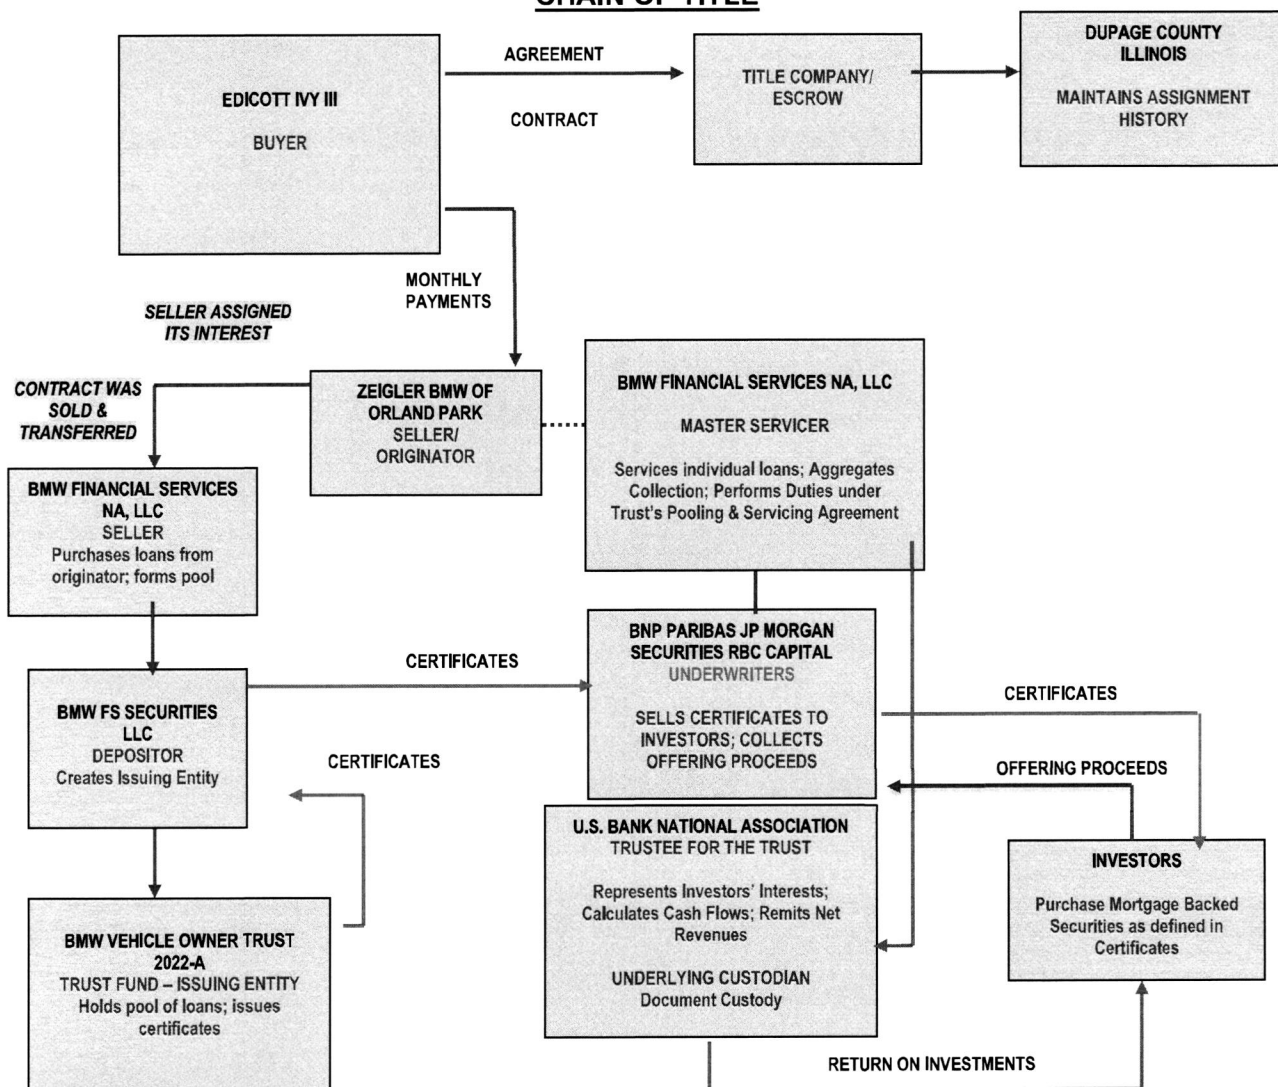 CHAIN OF TITLE
EDICOTT IVY III
BUYER
AGREEMENT
CONTRACT
TITLE COMPANY/
ESCROW
DUPAGE COUNTY
ILLINOIS
MAINTAINS ASSIGNMENT
HISTORY
MONTHLY
PAYMENTS
SELLER ASSIGNED
ITS INTEREST
CONTRACT WAS
SOLD &
TRANSFERRED
ZEIGLER BMW OF
ORLAND PARK
SELLER/
ORIGINATOR
BMW FINANCIAL SERVICES NA, LLC
MASTER SERVICER
Services individual loans; Aggregates
Collection; Performs Duties under
Trust's Pooling & Servicing Agreement
BMW FINANCIAL SERVICES
NA, LLC
SELLER
Purchases loans from
originator; forms pool
BNP PARIBAS JP MORGAN
SECURITIES RBC CAPITAL
UNDERWRITERS
SELLS CERTIFICATES TO
INVESTORS; COLLECTS
OFFERING PROCEEDS
CERTIFICATES
CERTIFICATES
BMW FS SECURITIES
LLC
DEPOSITOR
Creates Issuing Entity
CERTIFICATES
OFFERING PROCEEDS
U.S. BANK NATIONAL ASSOCIATION
TRUSTEE FOR THE TRUST
Represents Investors' Interests;
Calculates Cash Flows; Remits Net
Revenues
UNDERLYING CUSTODIAN
Document Custody
INVESTORS
Purchase Mortgage Backed
Securities as defined in
Certificates
BMW VEHICLE OWNER TRUST
2022-A
TRUST FUND – ISSUING ENTITY
Holds pool of loans; issues
certificates
RETURN ON INVESTMENTS